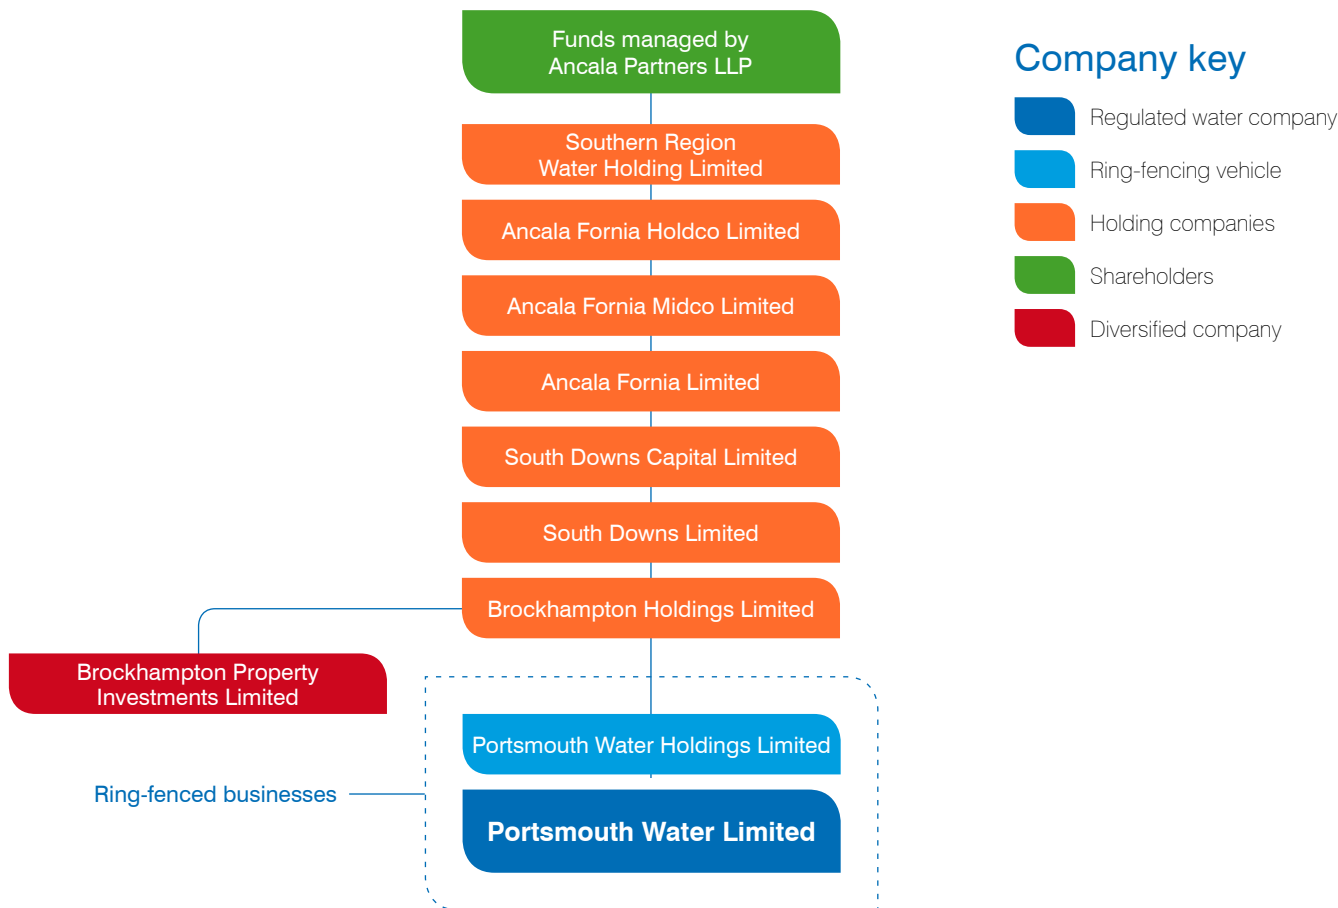 Funds managed by
Ancala Partners LLP
Southern Region
Water Holding Limited
Ancala Fornia Holdco Limited
Ancala Fornia Midco Limited
Ancala Fornia Limited
South Downs Capital Limited
South Downs Limited
Brockhampton Holdings Limited
Brockhampton Property
Investments Limited
Portsmouth Water Holdings Limited
Ring-fenced businesses
Portsmouth Water Limited
Company key
Regulated water company
Ring-fencing vehicle
Holding companies
Shareholders
Diversified company